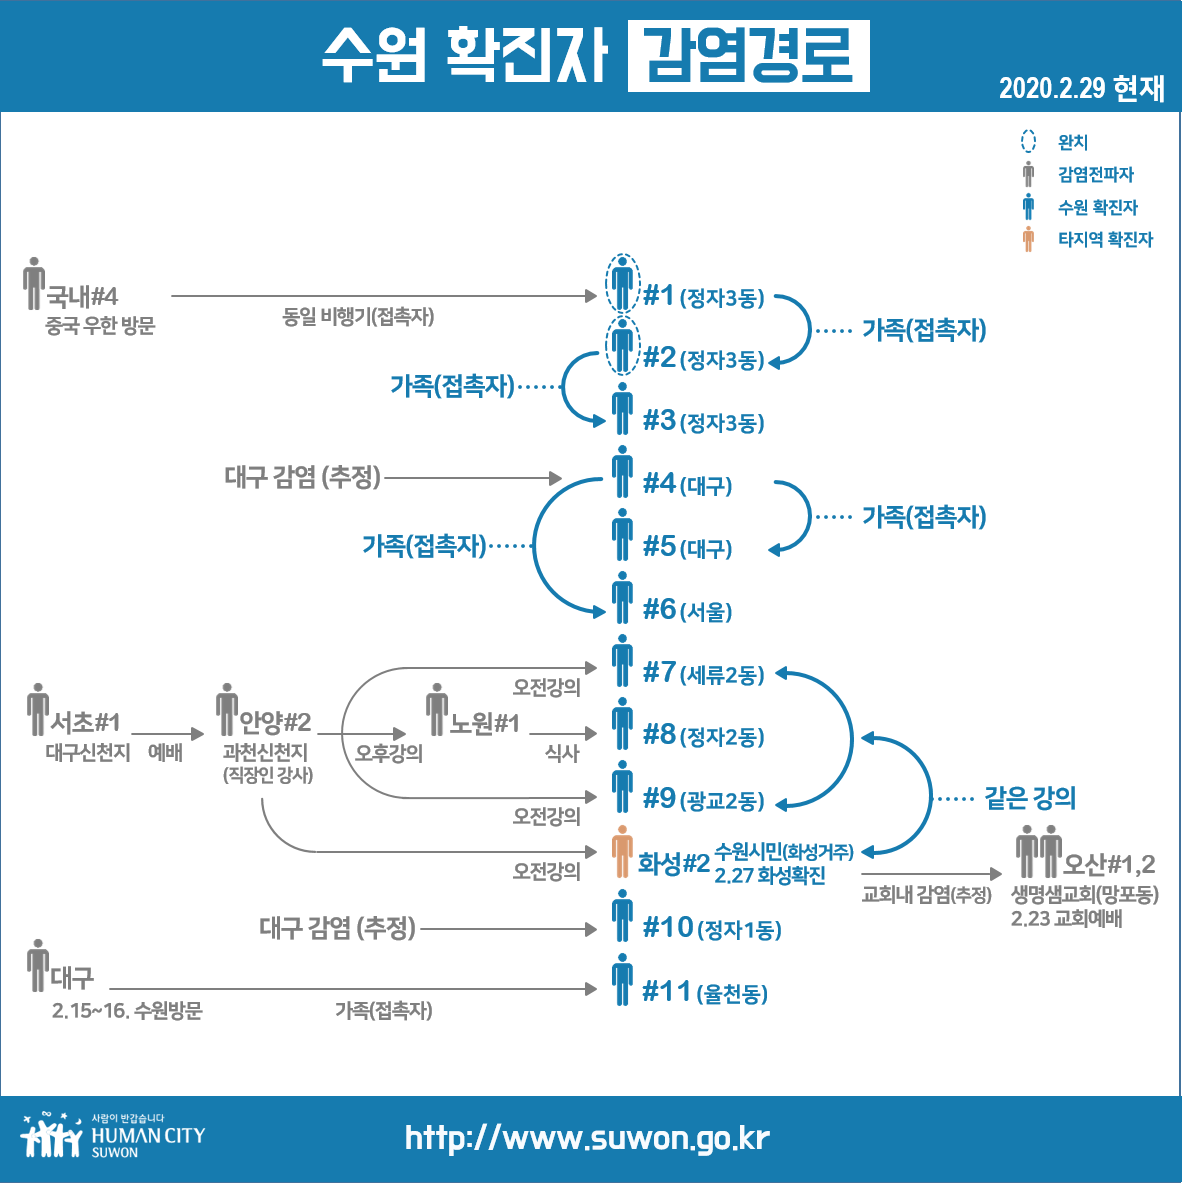 수원 확진자 감염경로
2020.2.29 현재
완치
감염전파자
수원 확진자
타지역 확진자
국내#4
중국 우한 방문
동일 비행기(접촉자)
#1 (정자3동)
가족(접촉자)
#2 (정자3동)
가족(접촉자)
#3 (정자3동)
대구 감염 (추정)
#4 (대구)
가족(접촉자)
가족(접촉자)
#5 (대구)
#6 (서울)
#7 (세류2동)
오전강의
서초#1
대구신천지
예배
안양#2
과천신천지
(직장인 강사)
오후강의
노원#1
식사
#8 (정자2동)
#9 (광교2동)
오전강의
같은 강의
화성#2
수원시민(화성거주)
2.27 화성확진
오전강의
교회내 감염(추정)
오산#1,2
생명샘교회(망포동)
2.23 교회예배
대구 감염 (추정)
#10 (정자1동)
대구
2.15~16. 수원방문
가족(접촉자)
#11 (율천동)
사람이 반갑습니다
HUMAN CITY
SUWON
http://www.suwon.go.kr